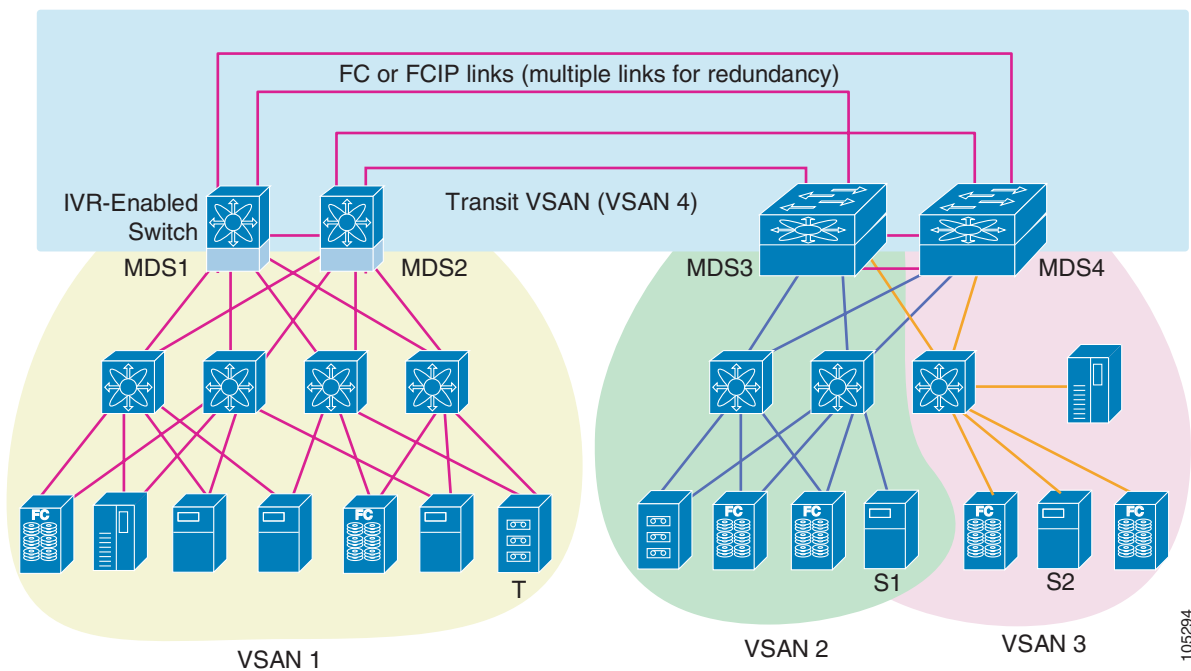 FC or FCIP links (multiple links for redundancy)
IVR-Enabled
Switch
Transit VSAN (VSAN 4)
MDS1
MDS2
MDS3
MDS4
FC
FC
FC
FC
FC
FC
T
S1
S2
VSAN 1
VSAN 2
VSAN 3
105294